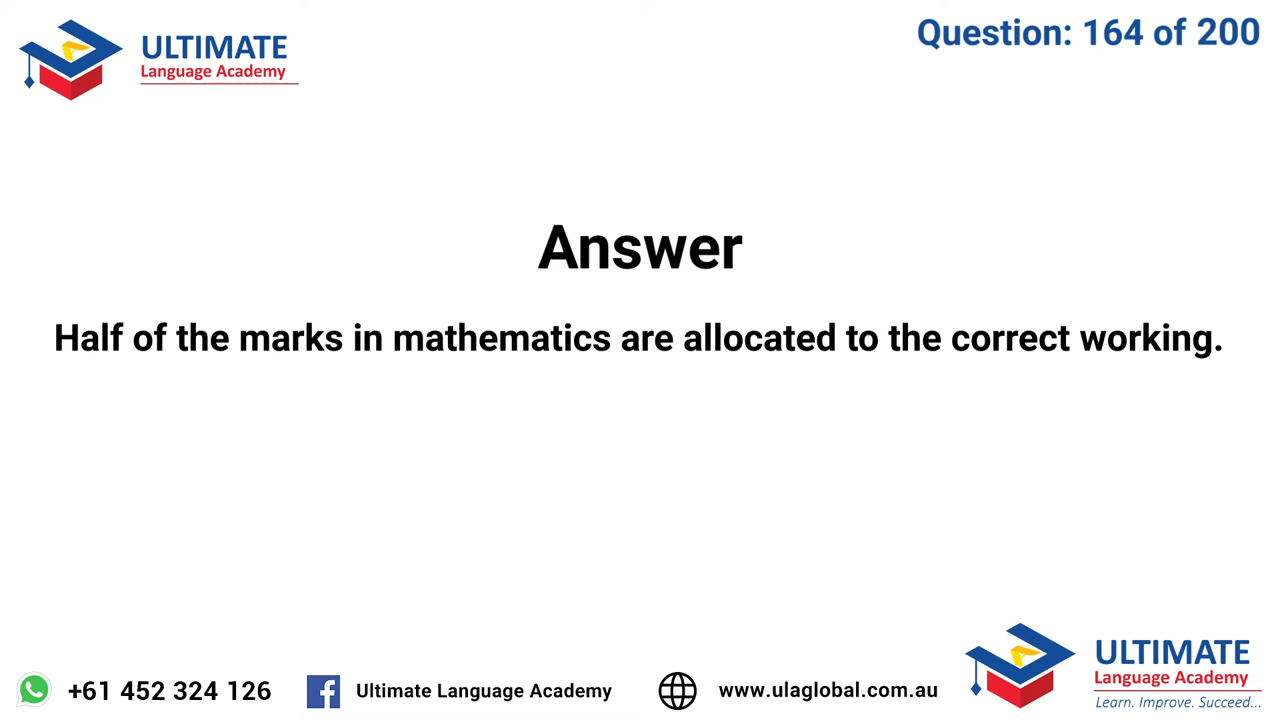 ULTIMATE
Language Academy
Question: 164 of 200
Answer
Half of the marks in mathematics are allocated to the correct working.
+61 452 324 126
Ultimate Language Academy
www.ulaglobal.com.au
ULTIMATE
Language Academy
Learn. Improve. Succeed...